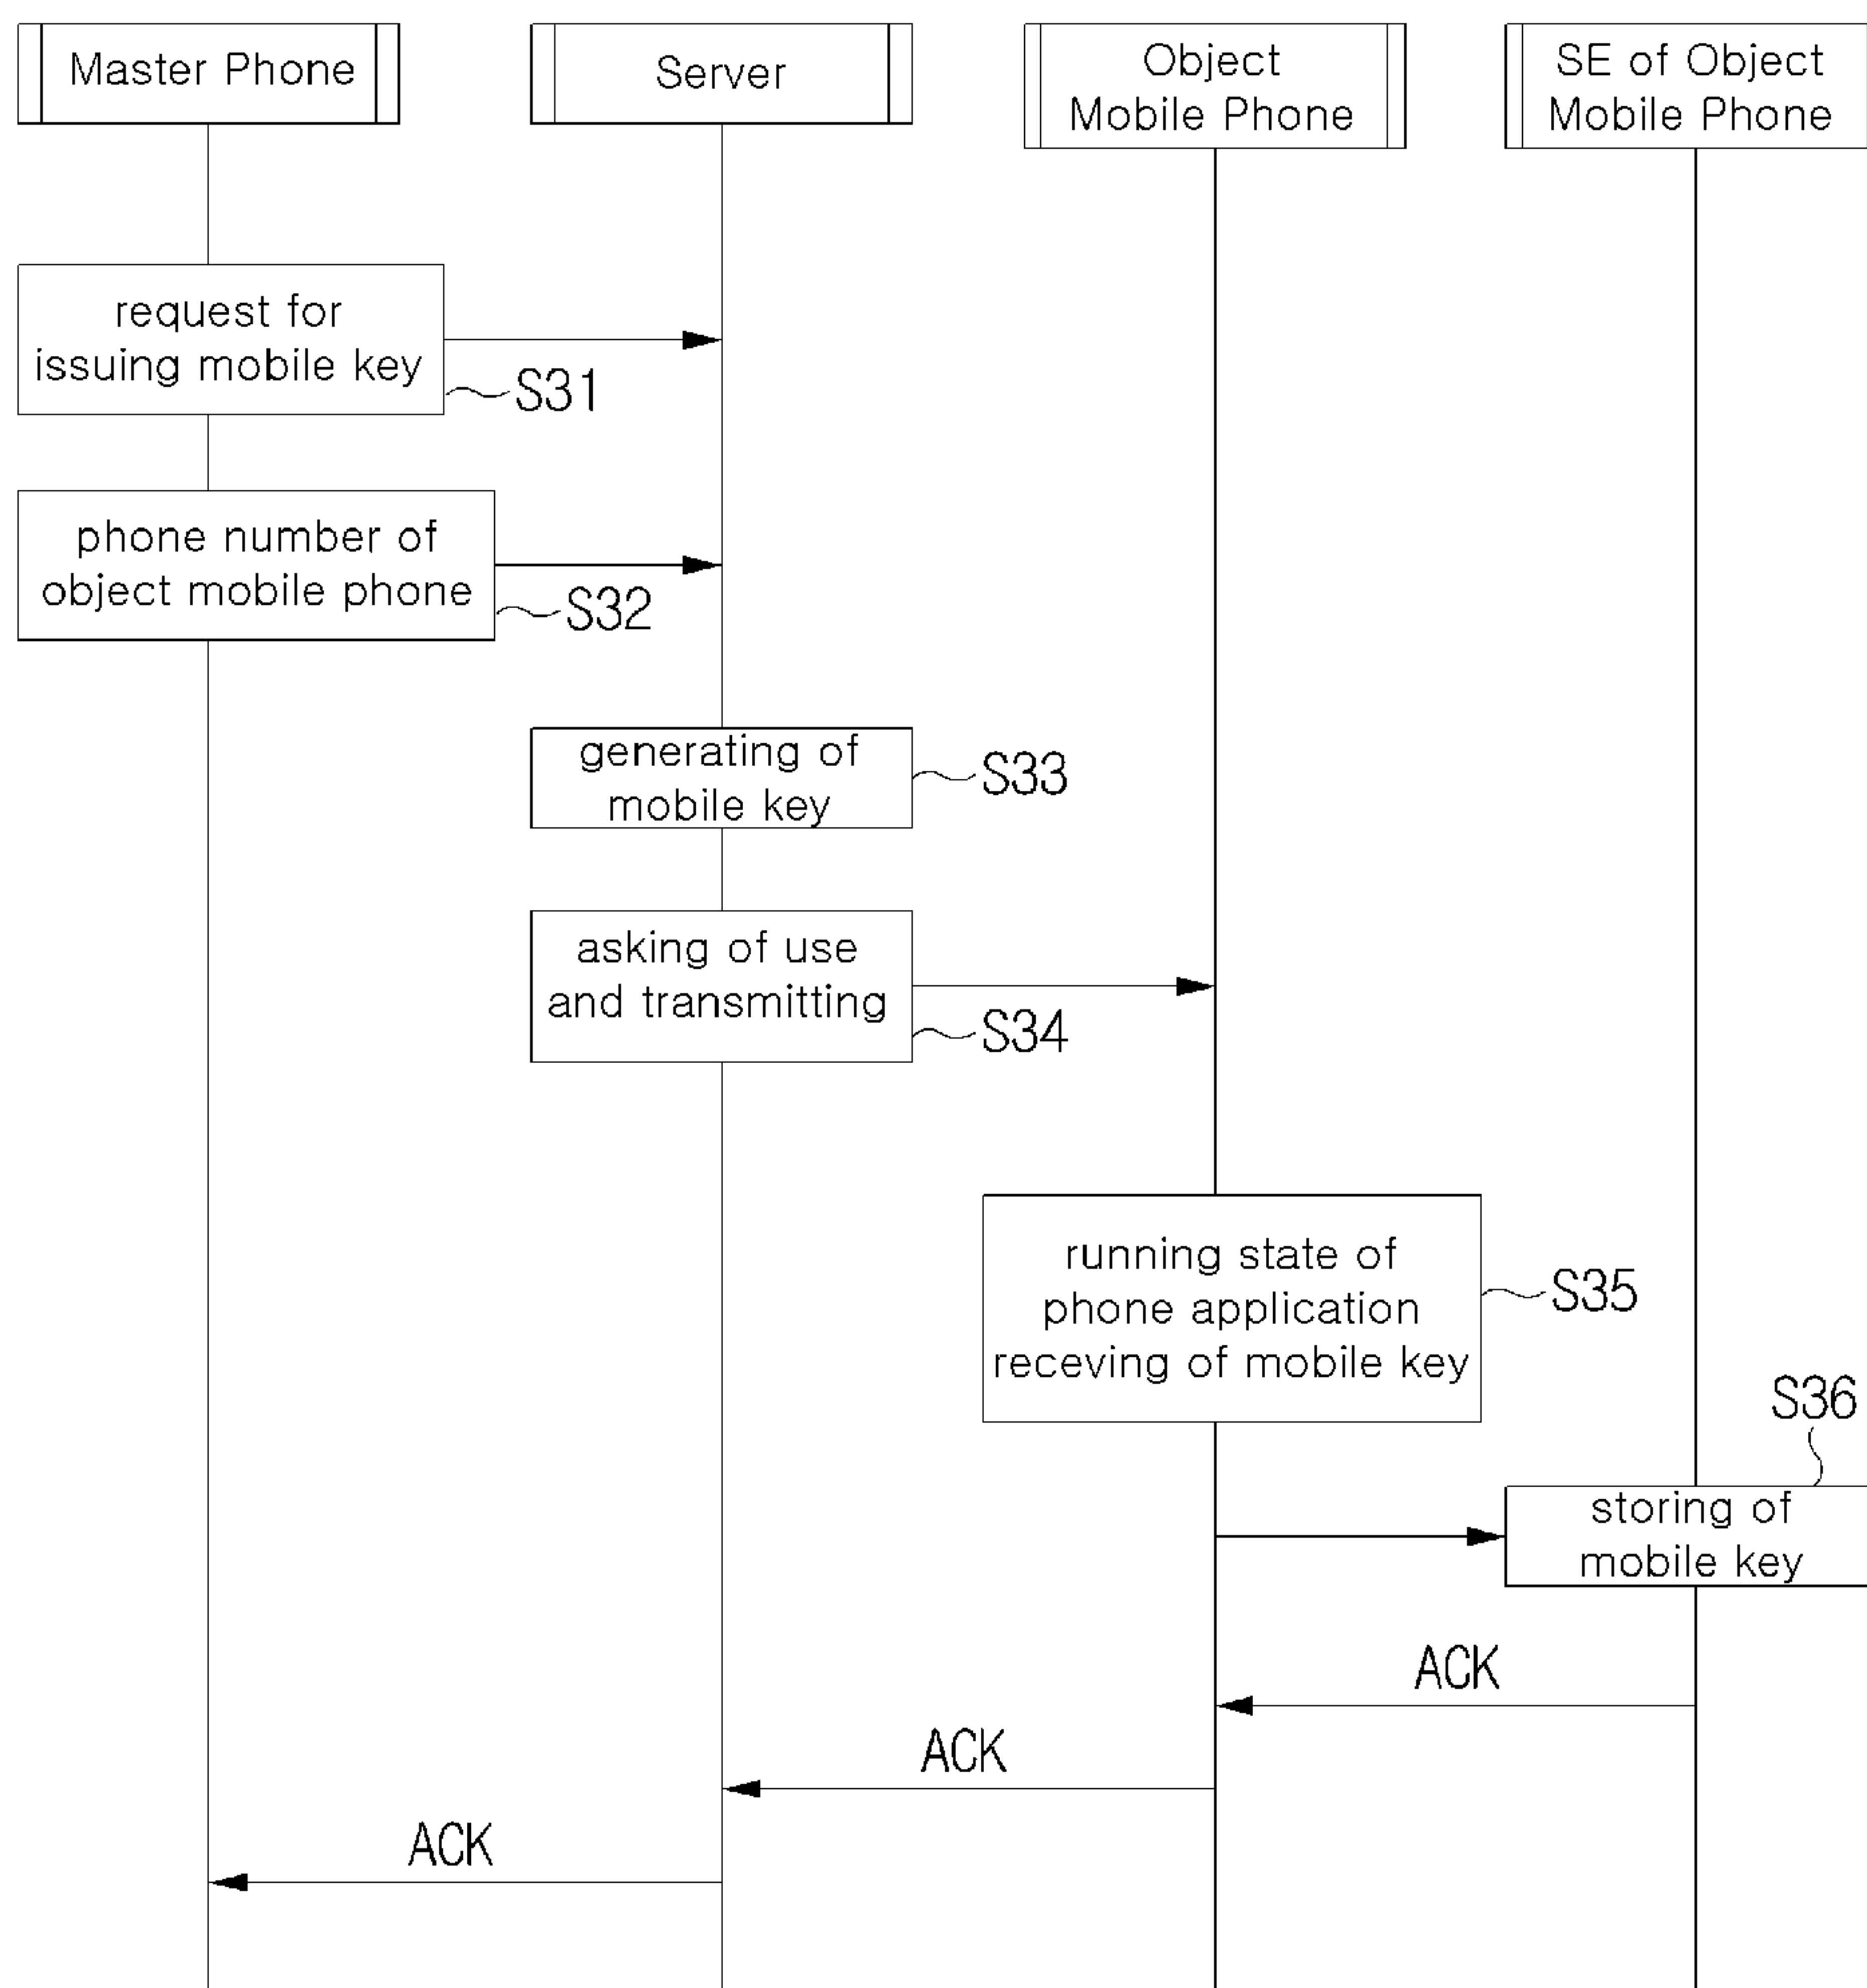 Master Phone
Server
Object
Mobile Phone
SE of Object
Mobile Phone
request for
issuing mobile key
S31
phone number of
object mobile phone
S32
generating of
mobile key
S33
asking of use
and transmitting
S34
running state of
phone application
receving of mobile key
S35
S36
storing of
mobile key
ACK
ACK
ACK